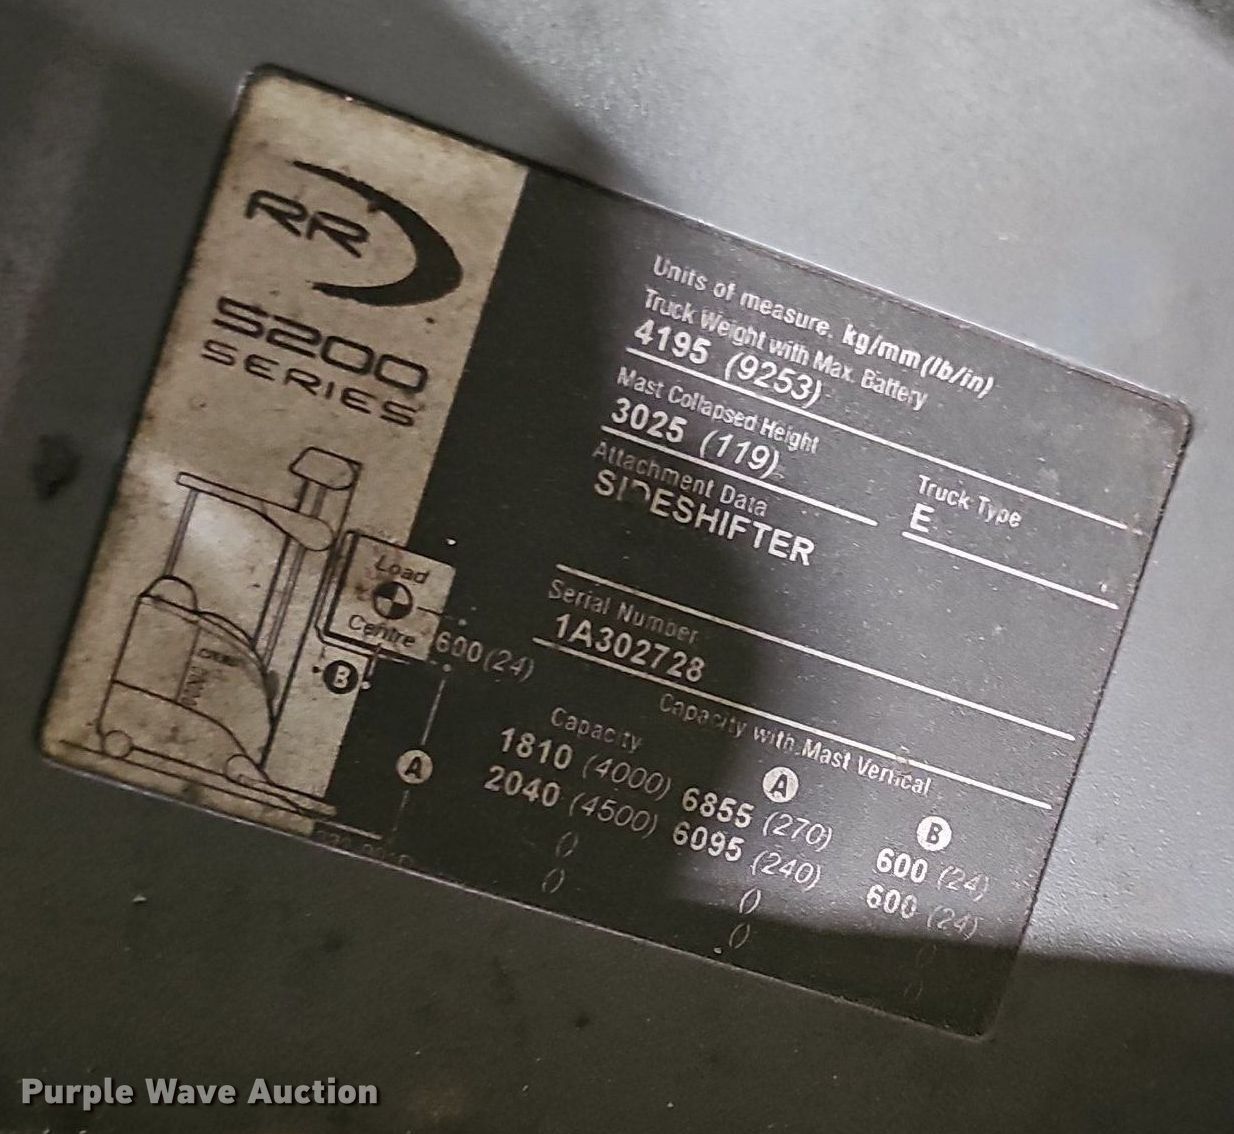 RR
5200
SERIES
Load
Centre
B
600 (24)
A
Units of measure. kg/mm (lb/in)
Truck Weight with Max. Battery
4195 (9253)
Mast Collapsed Height
3025 (119)
Truck Type
E
Attachment Data
SIDESHIFTER
Serial Number
1A302728
Capacity with Mast Vertical
Capacity A B
1810 (4000) 6855 (270) 600 (24)
2040 (4500) 6095 (240) 600 (24)
() () ()
() () ()
Purple Wave Auction